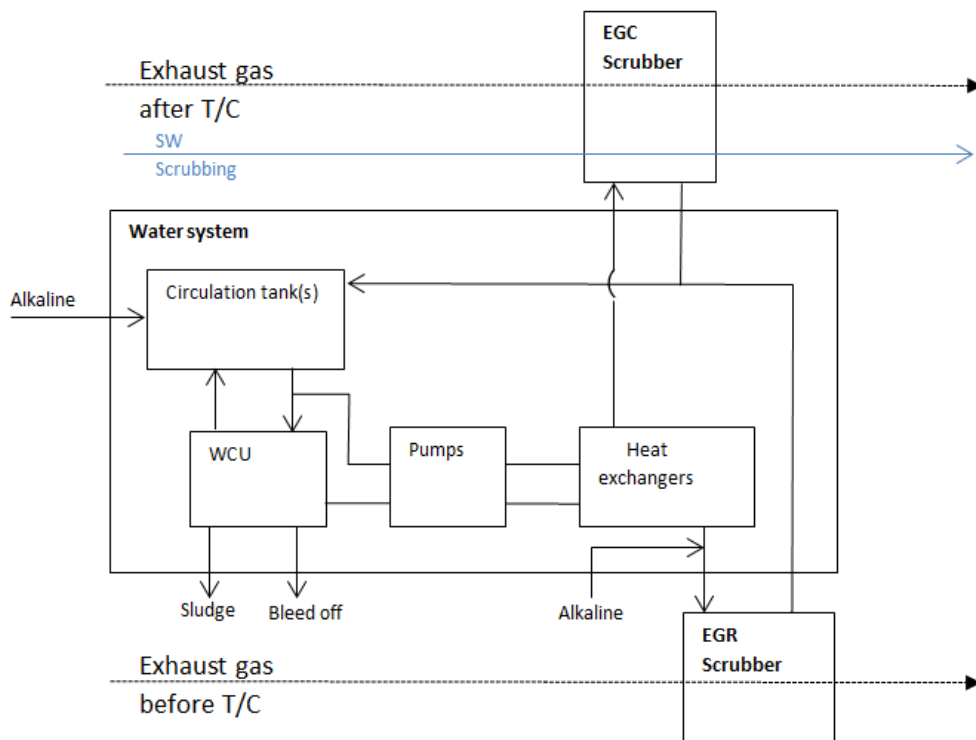 EGC
Scrubber
Exhaust gas
after T/C
SW
Scrubbing
Water system
Circulation tank(s)
Alkaline
WCU
Pumps
Heat
exchangers
Sludge
Bleed off
Alkaline
EGR
Scrubber
Exhaust gas
before T/C